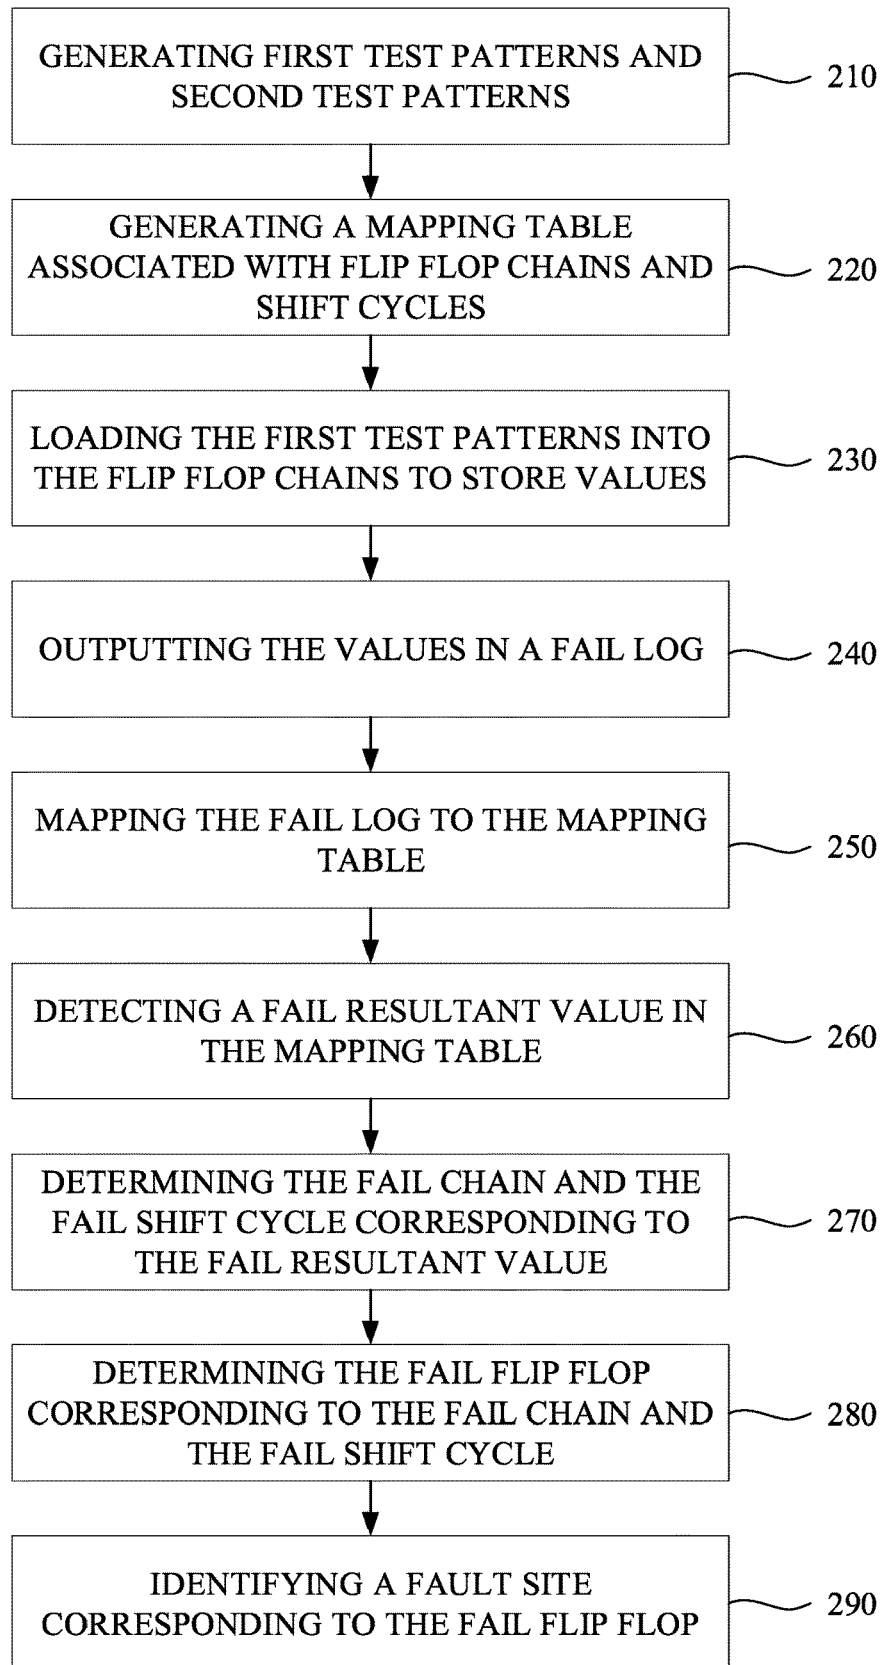 GENERATING FIRST TEST PATTERNS AND
SECOND TEST PATTERNS
210
GENERATING A MAPPING TABLE
ASSOCIATED WITH FLIP FLOP CHAINS AND
SHIFT CYCLES
220
LOADING THE FIRST TEST PATTERNS INTO
THE FLIP FLOP CHAINS TO STORE VALUES
230
OUTPUTTING THE VALUES IN A FAIL LOG
240
MAPPING THE FAIL LOG TO THE MAPPING
TABLE
250
DETECTING A FAIL RESULTANT VALUE IN
THE MAPPING TABLE
260
DETERMINING THE FAIL CHAIN AND THE
FAIL SHIFT CYCLE CORRESPONDING TO
THE FAIL RESULTANT VALUE
270
DETERMINING THE FAIL FLIP FLOP
CORRESPONDING TO THE FAIL CHAIN AND
THE FAIL SHIFT CYCLE
280
IDENTIFYING A FAULT SITE
CORRESPONDING TO THE FAIL FLIP FLOP
290